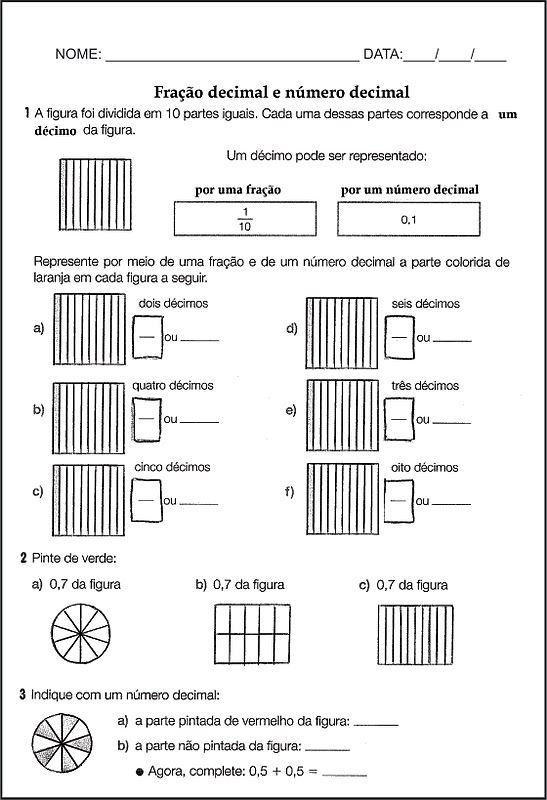 NOME: ______ DATA:____/____/____
Fração decimal e número decimal
1 A figura foi dividida em 10 partes iguais. Cada uma dessas partes corresponde a um
décimo da figura.
Um décimo pode ser representado:
por uma fração por um número decimal
1/10 0,1
Represente por meio de uma fração e de um número decimal a parte colorida de
laranja em cada figura a seguir.
a) dois décimos — ou ______
d) seis décimos — ou ______
b) quatro décimos — ou ______
e) três décimos — ou ______
c) cinco décimos — ou ______
f) oito décimos — ou ______
2 Pinte de verde:
a) 0,7 da figura b) 0,7 da figura c) 0,7 da figura
3 Indique com um número decimal:
a) a parte pintada de vermelho da figura: ______
b) a parte não pintada da figura: ______
● Agora, complete: 0,5 + 0,5 = ______